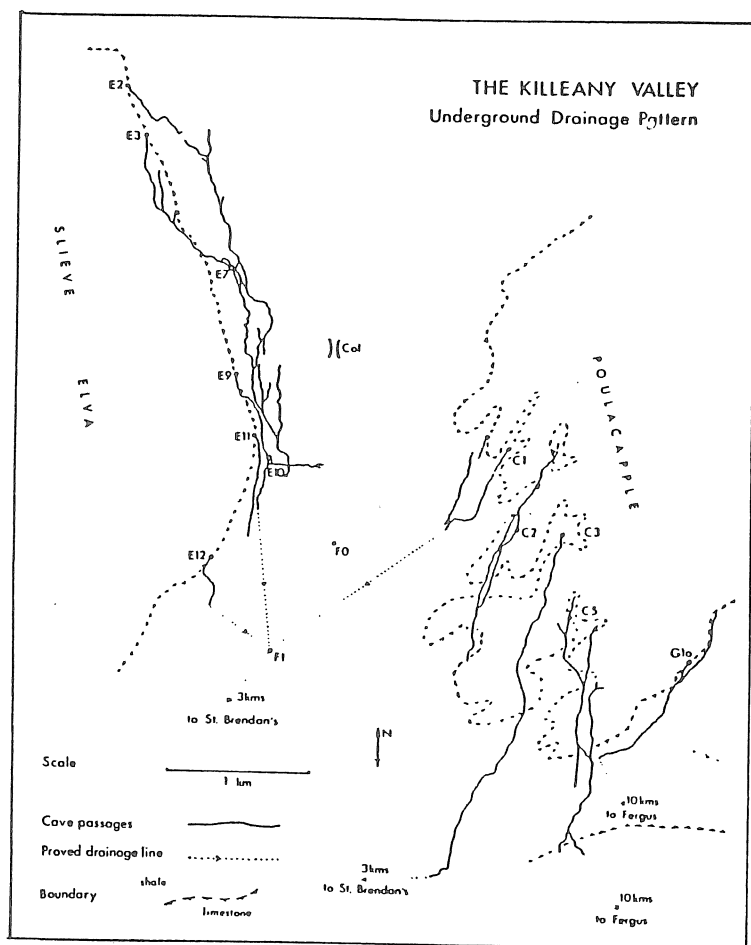 THE KILLEANY VALLEY
Underground Drainage Pattern
E2
E3
SLIEVE
ELVA
E7
)(Col
E9
POULACAPPLE
E11
C1
E10
C2
C3
F0
E12
C5
G1o
F1
3kms
to St. Brendan's
N
Scale
1 km
10kms
to Fergus
Cave passages
Proved drainage line
3kms
to St. Brendan's
Boundary
shale
limestone
10kms
to Fergus